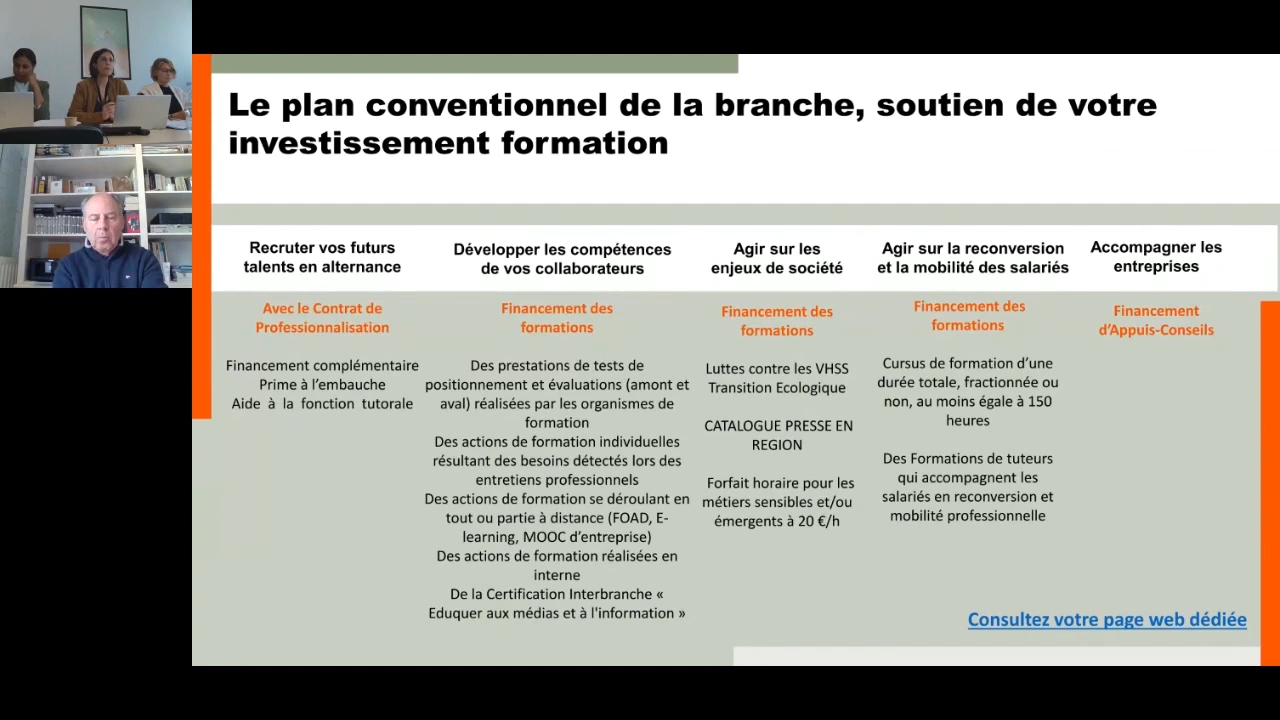 Le plan conventionnel de la branche, soutien de votre
investissement formation
Recruter vos futurs
talents en alternance
Avec le Contrat de
Professionnalisation
Financement complémentaire
Prime à l’embauche
Aide à la fonction tutorale
Développer les compétences
de vos collaborateurs
Financement des
formations
Des prestations de tests de
positionnement et évaluations (amont et
aval) réalisées par les organismes de
formation
Des actions de formation individuelles
résultant des besoins détectés lors des
entretiens professionnels
Des actions de formation se déroulant en
tout ou partie à distance (FOAD, E-
learning, MOOC d’entreprise)
Des actions de formation réalisées en
interne
De la Certification Interbranche «
Eduquer aux médias et à l'information »
Agir sur les
enjeux de société
Financement des
formations
Luttes contre les VHSS
Transition Ecologique
CATALOGUE PRESSE EN
REGION
Forfait horaire pour les
métiers sensibles et/ou
émergents à 20 €/h
Agir sur la reconversion
et la mobilité des salariés
Financement des
formations
Cursus de formation d’une
durée totale, fractionnée ou
non, au moins égale à 150
heures
Des Formations de tuteurs
qui accompagnent les
salariés en reconversion et
mobilité professionnelle
Accompagner les
entreprises
Financement
d’Appuis-Conseils
Consultez votre page web dédiée